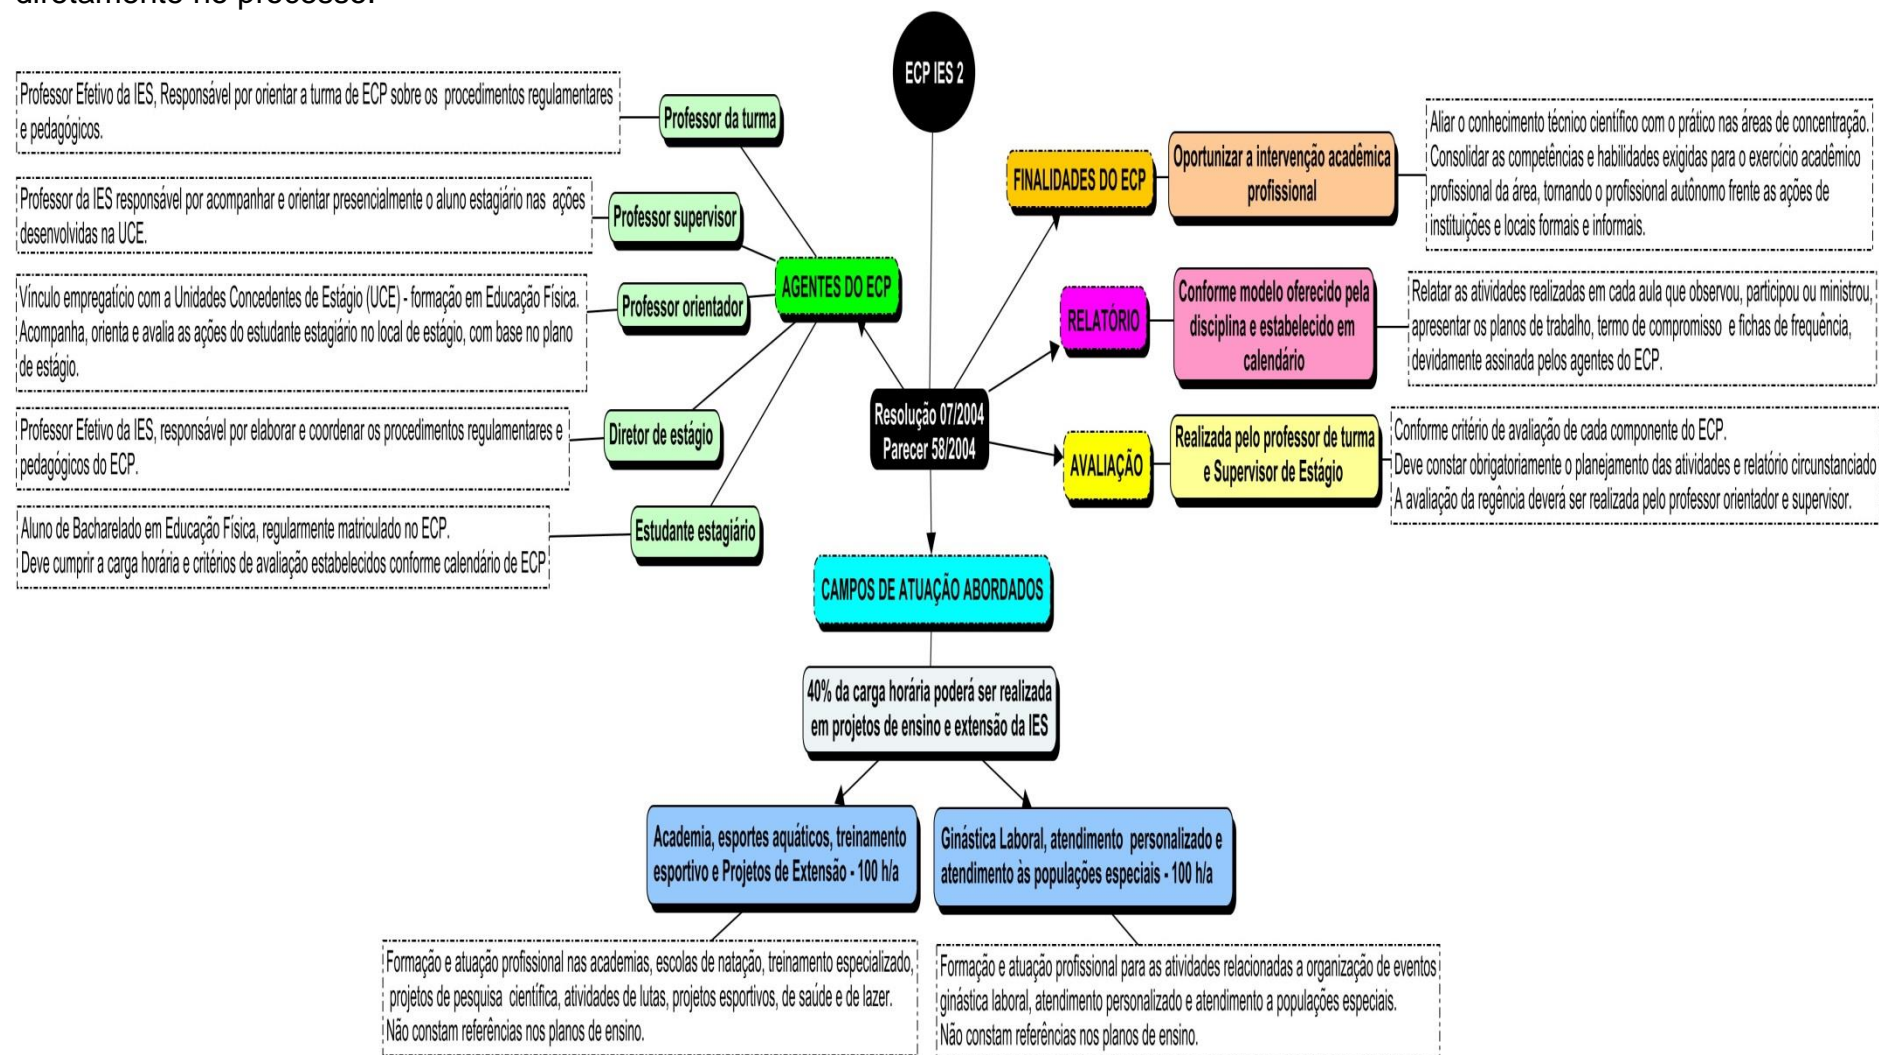 diretamente no processo.
ECP IES 2
Professor Efetivo da IES, Responsável por orientar a turma de ECP sobre os procedimentos regulamentares
e pedagógicos.
Professor da turma
Professor da IES responsável por acompanhar e orientar presencialmente o aluno estagiário nas ações
desenvolvidas na UCE.
Professor supervisor
Vínculo empregatício com a Unidades Concedentes de Estágio (UCE) - formação em Educação Física.
Acompanha, orienta e avalia as ações do estudante estagiário no local de estágio, com base no plano
de estágio.
Professor orientador
Professor Efetivo da IES, responsável por elaborar e coordenar os procedimentos regulamentares e
pedagógicos do ECP.
Diretor de estágio
Aluno de Bacharelado em Educação Física, regularmente matriculado no ECP.
Deve cumprir a carga horária e critérios de avaliação estabelecidos conforme calendário de ECP
Estudante estagiário
AGENTES DO ECP
Resolução 07/2004
Parecer 58/2004
FINALIDADES DO ECP
Oportunizar a intervenção acadêmica
profissional
Aliar o conhecimento técnico científico com o prático nas áreas de concentração.
Consolidar as competências e habilidades exigidas para o exercício acadêmico
profissional da área, tornando o profissional autônomo frente as ações de
instituições e locais formais e informais.
RELATÓRIO
Conforme modelo oferecido pela
disciplina e estabelecido em
calendário
Relatar as atividades realizadas em cada aula que observou, participou ou ministrou,
apresentar os planos de trabalho, termo de compromisso e fichas de frequência,
devidamente assinada pelos agentes do ECP.
AVALIAÇÃO
Realizada pelo professor de turma
e Supervisor de Estágio
Conforme critério de avaliação de cada componente do ECP.
Deve constar obrigatoriamente o planejamento das atividades e relatório circunstanciado
A avaliação da regência deverá ser realizada pelo professor orientador e supervisor.
CAMPOS DE ATUAÇÃO ABORDADOS
40% da carga horária poderá ser realizada
em projetos de ensino e extensão da IES
Academia, esportes aquáticos, treinamento
esportivo e Projetos de Extensão - 100 h/a
Ginástica Laboral, atendimento personalizado e
atendimento às populações especiais - 100 h/a
Formação e atuação profissional nas academias, escolas de natação, treinamento especializado,
projetos de pesquisa científica, atividades de lutas, projetos esportivos, de saúde e de lazer.
Não constam referências nos planos de ensino.
Formação e atuação profissional para as atividades relacionadas a organização de eventos
ginástica laboral, atendimento personalizado e atendimento a populações especiais.
Não constam referências nos planos de ensino.